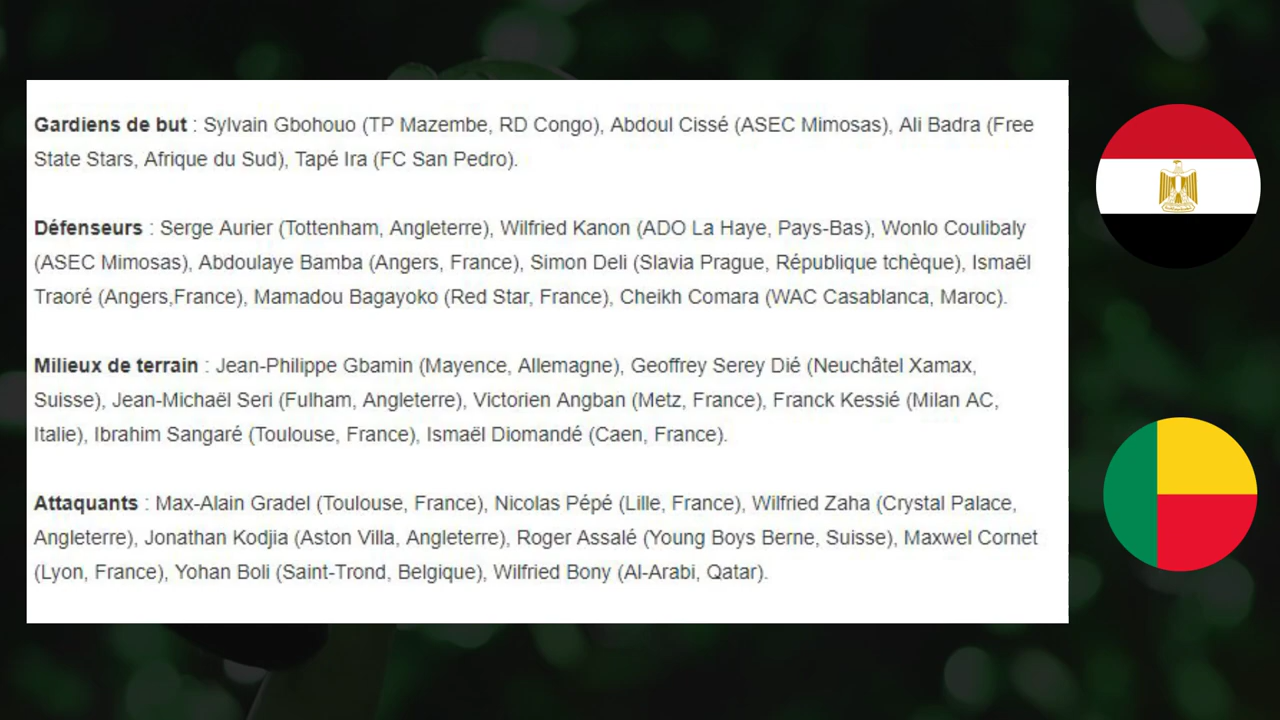 Gardiens de but : Sylvain Gbohouo (TP Mazembe, RD Congo), Abdoul Cissé (ASEC Mimosas), Ali Badra (Free
State Stars, Afrique du Sud), Tapé Ira (FC San Pedro).
Défenseurs : Serge Aurier (Tottenham, Angleterre), Wilfried Kanon (ADO La Haye, Pays-Bas), Wonlo Coulibaly
(ASEC Mimosas), Abdoulaye Bamba (Angers, France), Simon Deli (Slavia Prague, République tchèque), Ismaël
Traoré (Angers,France), Mamadou Bagayoko (Red Star, France), Cheikh Comara (WAC Casablanca, Maroc).
Milieux de terrain : Jean-Philippe Gbamin (Mayence, Allemagne), Geoffrey Serey Dié (Neuchâtel Xamax,
Suisse), Jean-Michaël Seri (Fulham, Angleterre), Victorien Angban (Metz, France), Franck Kessié (Milan AC,
Italie), Ibrahim Sangaré (Toulouse, France), Ismaël Diomandé (Caen, France).
Attaquants : Max-Alain Gradel (Toulouse, France), Nicolas Pépé (Lille, France), Wilfried Zaha (Crystal Palace,
Angleterre), Jonathan Kodjia (Aston Villa, Angleterre), Roger Assalé (Young Boys Berne, Suisse), Maxwel Cornet
(Lyon, France), Yohan Boli (Saint-Trond, Belgique), Wilfried Bony (Al-Arabi, Qatar).